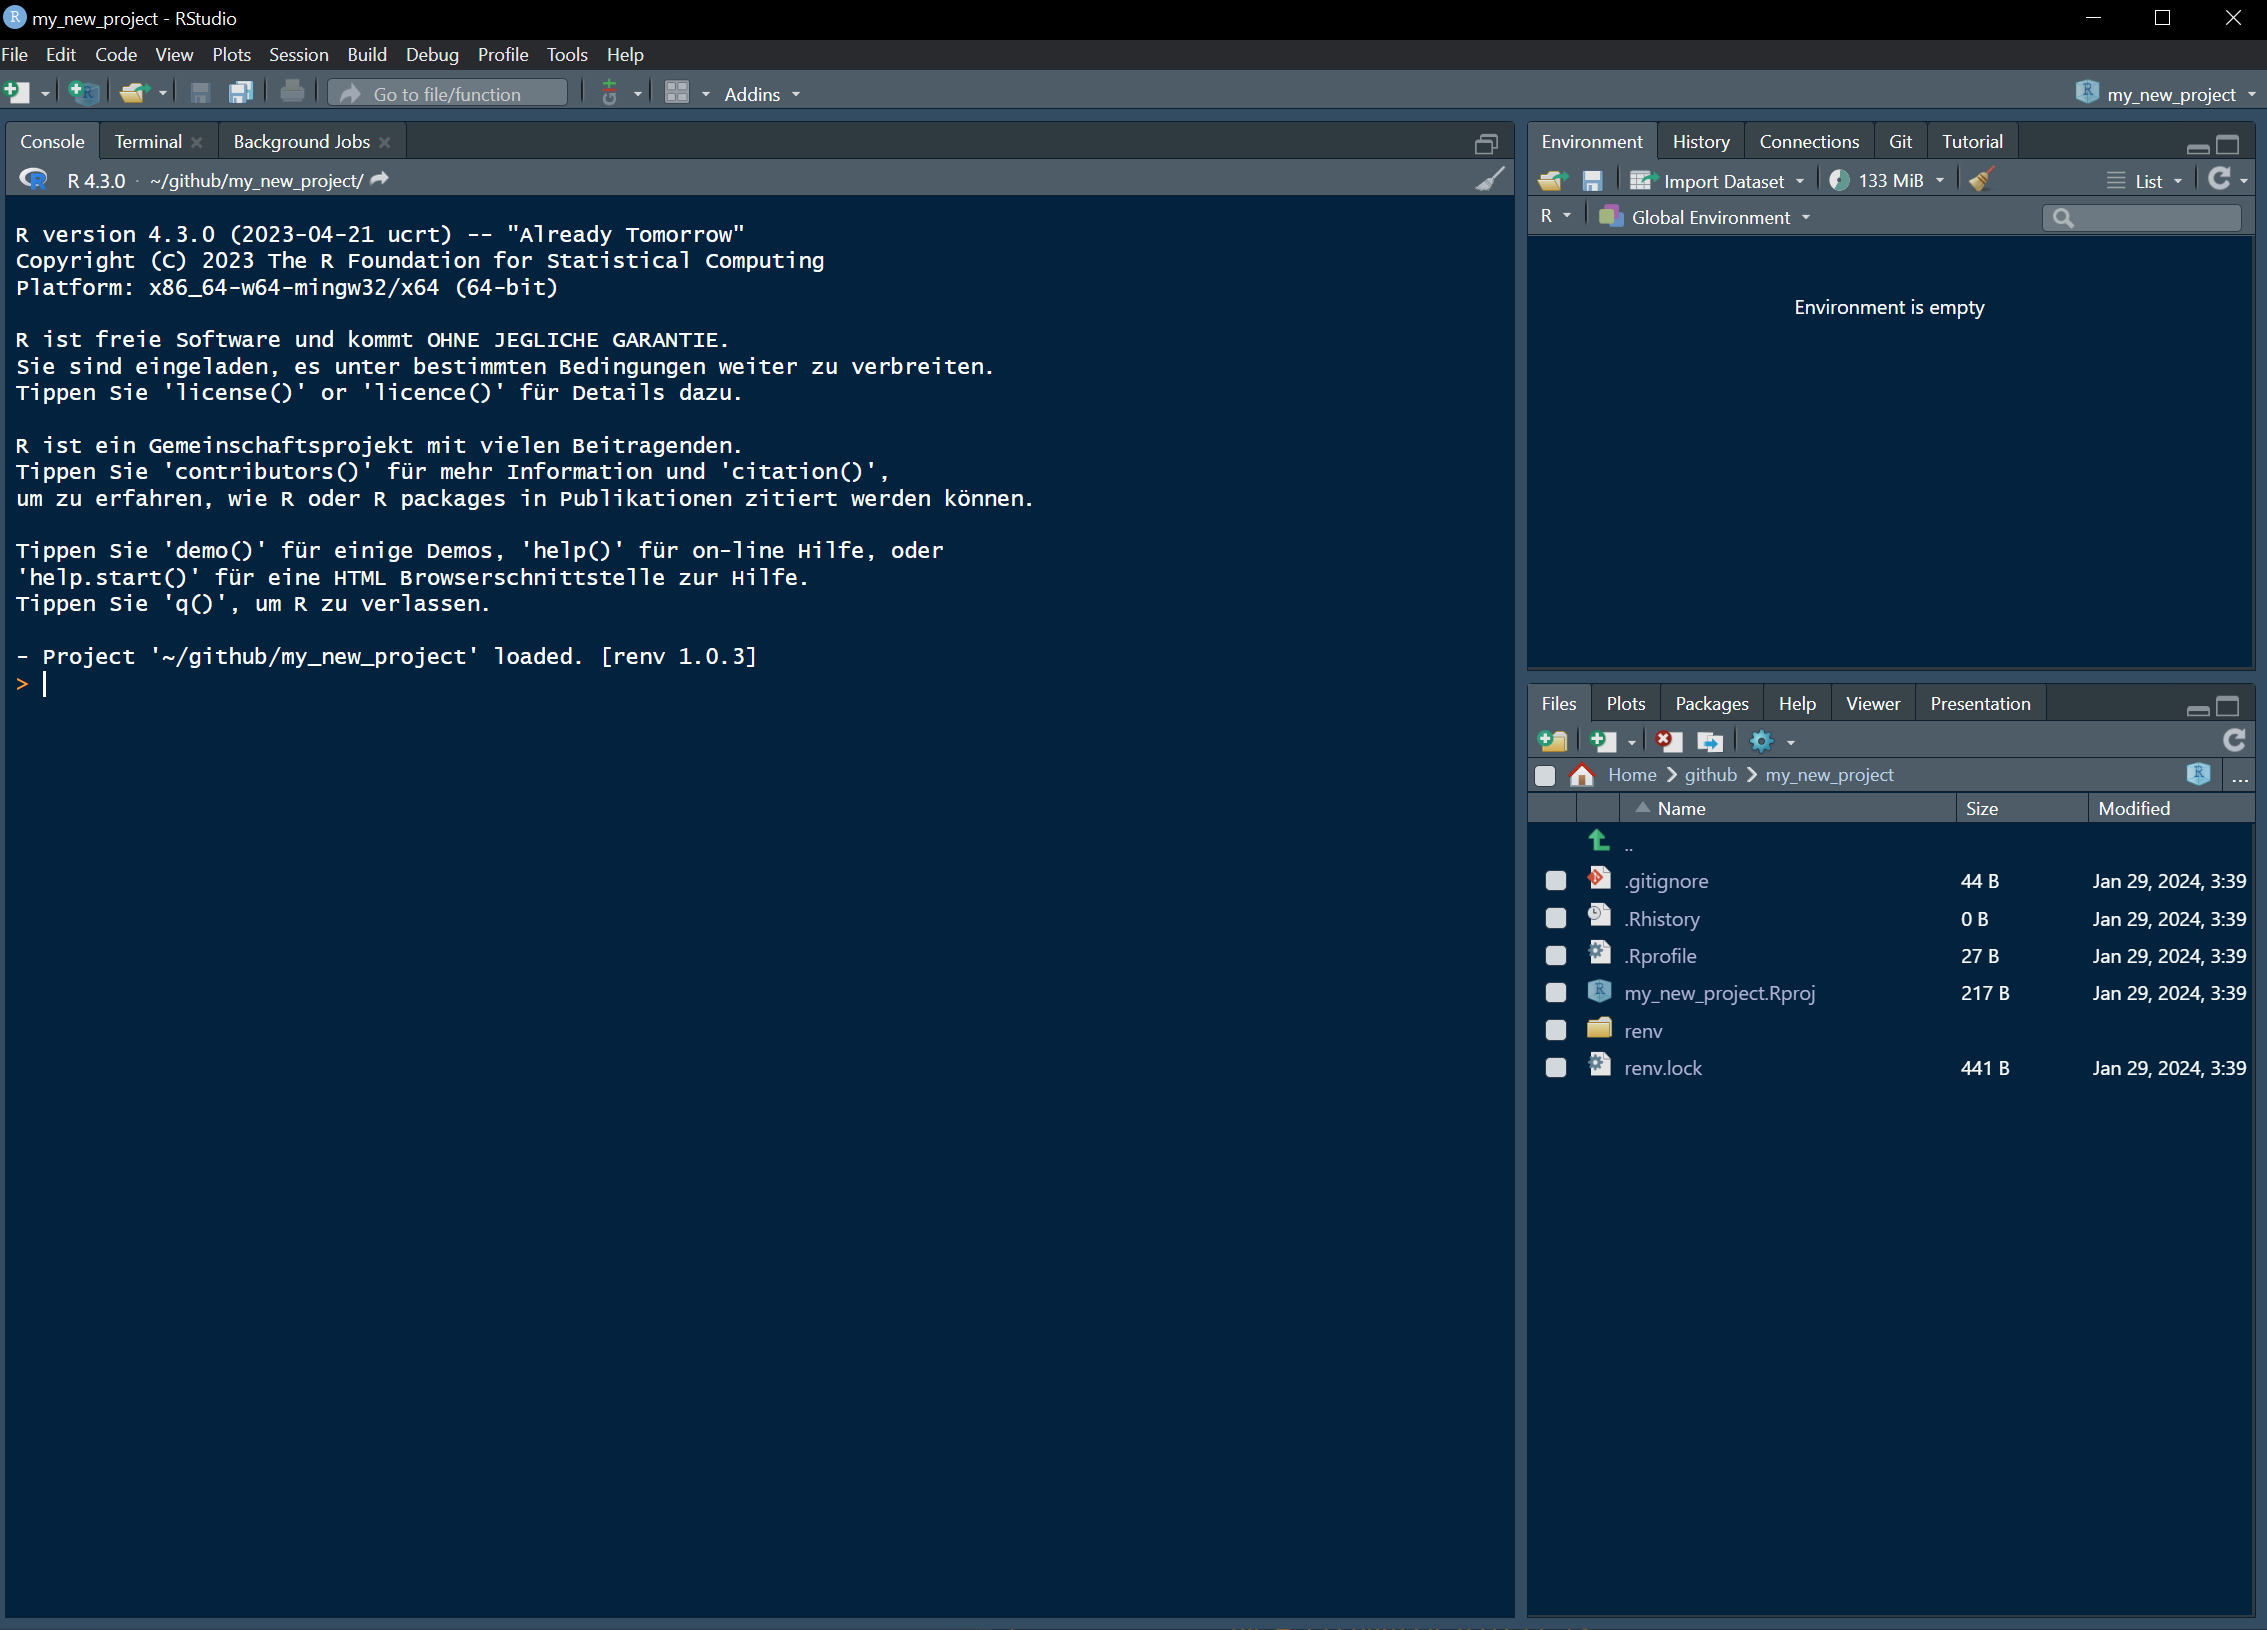 my_new_project - RStudio
File Edit Code View Plots Session Build Debug Profile Tools Help
Go to file/function
Addins
my_new_project
Console Terminal Background Jobs
R 4.3.0 · ~/github/my_new_project/
R version 4.3.0 (2023-04-21 ucrt) -- "Already Tomorrow"
Copyright (C) 2023 The R Foundation for Statistical Computing
Platform: x86_64-w64-mingw32/x64 (64-bit)
R ist freie Software und kommt OHNE JEGLICHE GARANTIE.
Sie sind eingeladen, es unter bestimmten Bedingungen weiter zu verbreiten.
Tippen Sie 'license()' or 'licence()' für Details dazu.
R ist ein Gemeinschaftsprojekt mit vielen Beitragenden.
Tippen Sie 'contributors()' für mehr Information und 'citation()',
um zu erfahren, wie R oder R packages in Publikationen zitiert werden können.
Tippen Sie 'demo()' für einige Demos, 'help()' für on-line Hilfe, oder
'help.start()' für eine HTML Browserschnittstelle zur Hilfe.
Tippen Sie 'q()', um R zu verlassen.
- Project '~/github/my_new_project' loaded. [renv 1.0.3]
>
Environment History Connections Git Tutorial
Import Dataset 133 MiB List
R Global Environment
Environment is empty
Files Plots Packages Help Viewer Presentation
Home > github > my_new_project ...
Name Size Modified
..
.gitignore 44 B Jan 29, 2024, 3:39
.Rhistory 0 B Jan 29, 2024, 3:39
.Rprofile 27 B Jan 29, 2024, 3:39
my_new_project.Rproj 217 B Jan 29, 2024, 3:39
renv
renv.lock 441 B Jan 29, 2024, 3:39